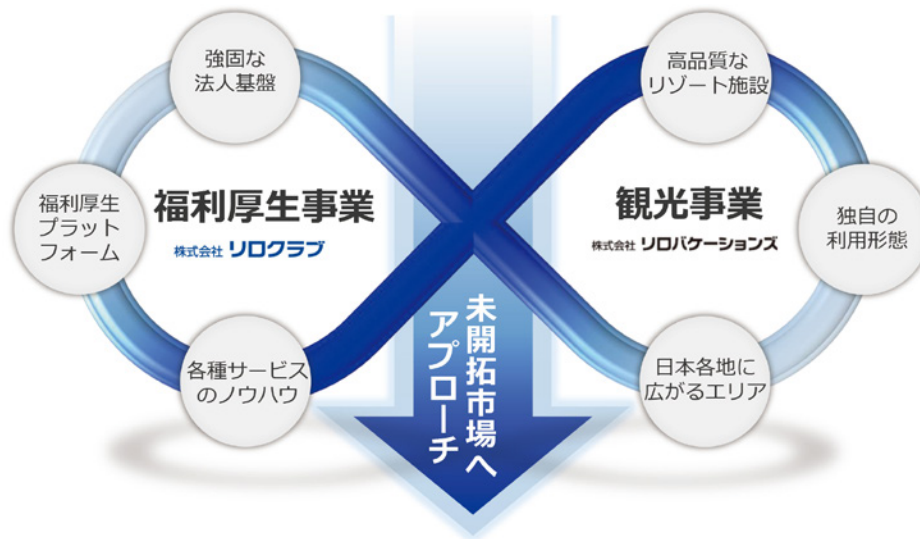 強固な
法人基盤
福利厚生
プラット
フォーム
福利厚生事業
株式会社 リロクラブ
各種サービス
のノウハウ
高品質な
リゾート施設
観光事業
株式会社 リロバケーションズ
独自の
利用形態
日本各地に
広がるエリア
未開拓市場へ
アプローチ